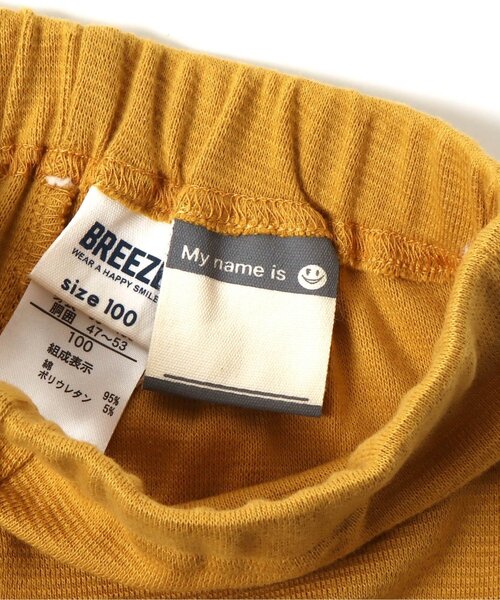 BREEZE
WEAR A HAPPY SMILE
size 100
胴囲 47～53
100
組成表示
綿 95%
ポリウレタン 5%
My name is